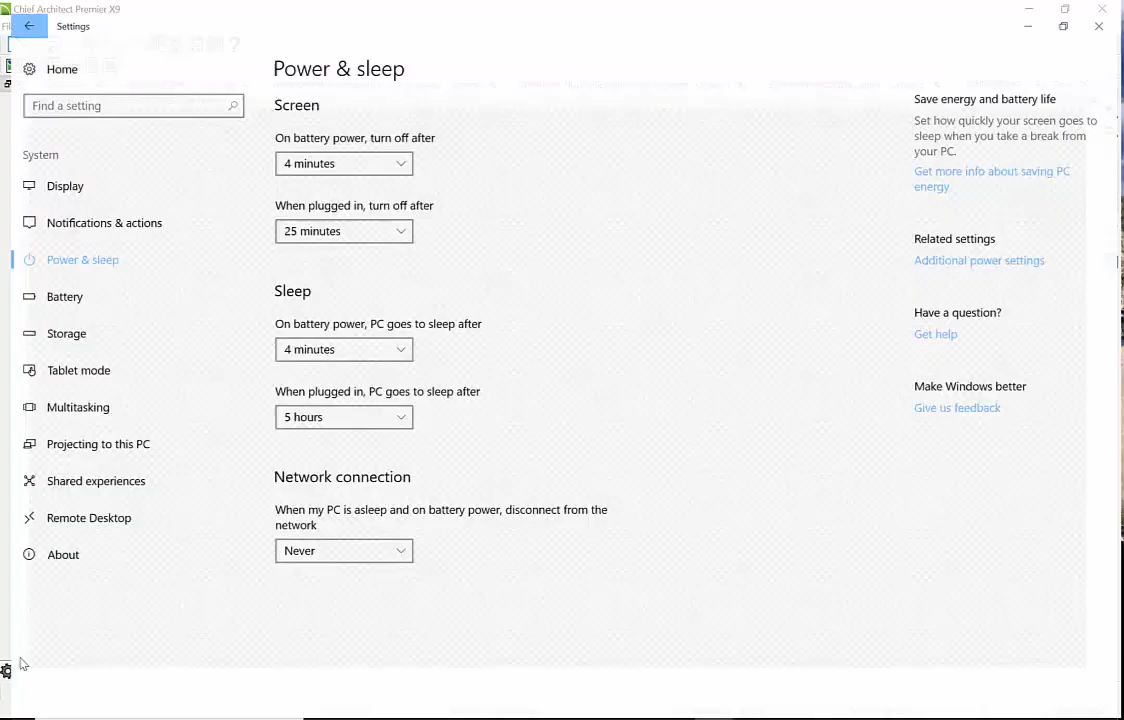 Chief Architect Premier X9
Settings
Home
Find a setting
System
Display
Notifications & actions
Power & sleep
Battery
Storage
Tablet mode
Multitasking
Projecting to this PC
Shared experiences
Remote Desktop
About
Power & sleep
Screen
On battery power, turn off after
4 minutes
When plugged in, turn off after
25 minutes
Sleep
On battery power, PC goes to sleep after
4 minutes
When plugged in, PC goes to sleep after
5 hours
Network connection
When my PC is asleep and on battery power, disconnect from the
network
Never
Save energy and battery life
Set how quickly your screen goes to
sleep when you take a break from
your PC.
Get more info about saving PC
energy
Related settings
Additional power settings
Have a question?
Get help
Make Windows better
Give us feedback